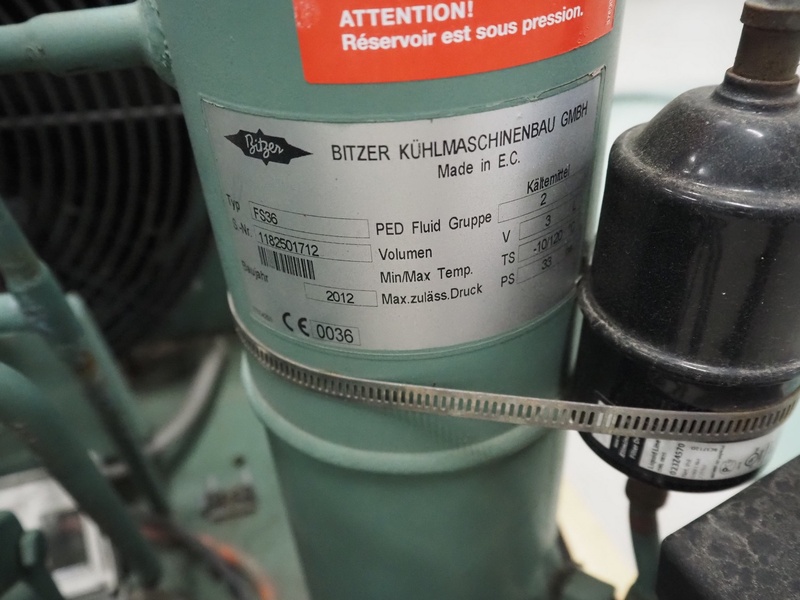 ATTENTION!
Réservoir est sous pression.
Bitzer
BITZER KÜHLMASCHINENBAU GMBH
Made in E.C.
Kältemittel
Typ FS36 PED Fluid Gruppe 2
S.-Nr. 1182501712 Volumen V 3
Min/Max Temp. TS -10/120
Baujahr 2012 Max.zuläss.Druck PS 33
CE 0036
023Z4570